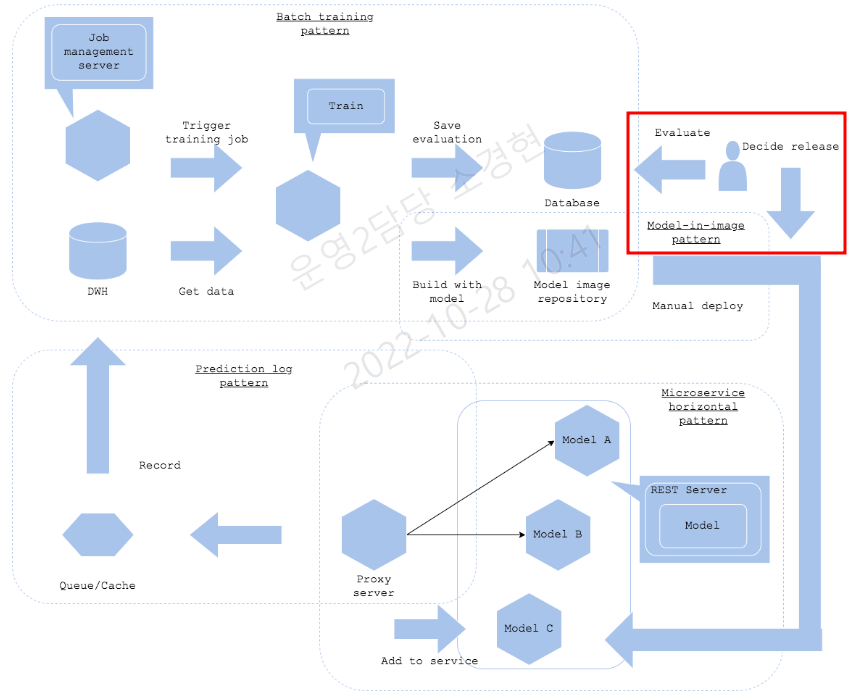 Batch training
pattern
Job
management
server
Trigger
training job
Train
Save
evaluation
Evaluate
Decide release
Database
Model-in-image
pattern
DWH
Get data
Build with
model
Model image
repository
Manual deploy
운영2담당 소경현
2022-10-28 10:41
Prediction log
pattern
Microservice
horizontal
pattern
Record
Model A
REST Server
Model
Model B
Queue/Cache
Proxy
server
Model C
Add to service